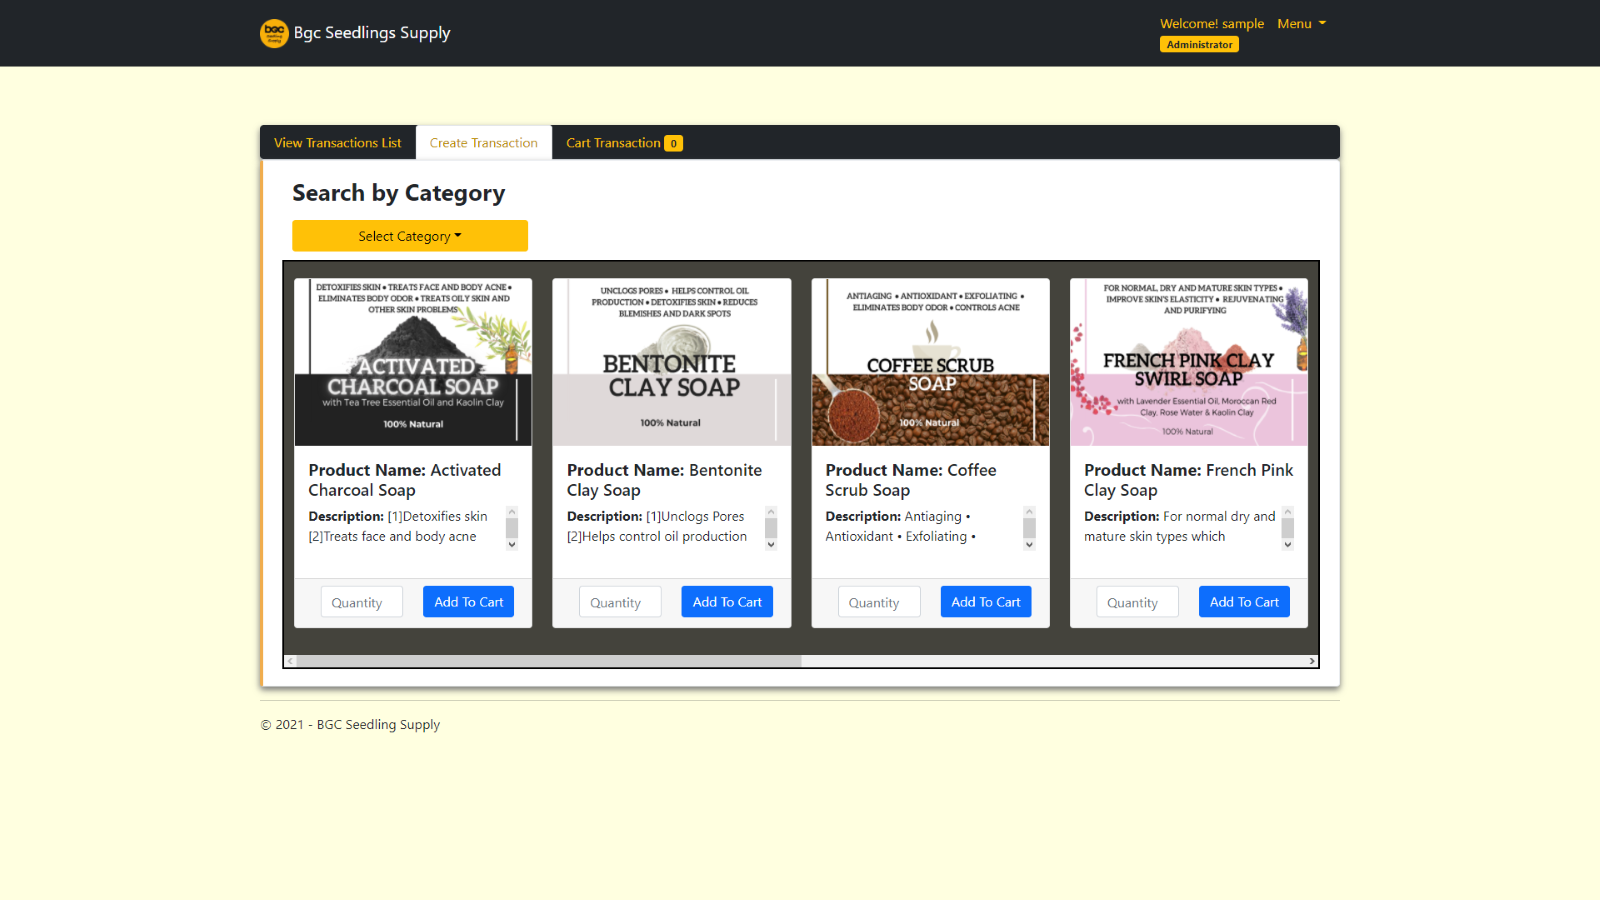 bgc
Bgc Seedlings Supply
Welcome! sample
Menu
Administrator
View Transactions List
Create Transaction
Cart Transaction 0
Search by Category
Select Category
DETOXIFIES SKIN • TREATS FACE AND BODY ACNE •
ELIMINATES BODY ODOR • TREATS OILY SKIN AND
OTHER SKIN PROBLEMS
ACTIVATED
CHARCOAL SOAP
with Tea Tree Essential Oil and Kaolin Clay
100% Natural
Product Name: Activated
Charcoal Soap
Description: [1]Detoxifies skin
[2]Treats face and body acne
Quantity
Add To Cart
UNCLOGS PORES • HELPS CONTROL OIL
PRODUCTION • DETOXIFIES SKIN • REDUCES
BLEMISHES AND DARK SPOTS
BENTONITE
CLAY SOAP
100% Natural
Product Name: Bentonite
Clay Soap
Description: [1]Unclogs Pores
[2]Helps control oil production
Quantity
Add To Cart
ANTIAGING • ANTIOXIDANT • EXFOLIATING •
ELIMINATES BODY ODOR • CONTROLS ACNE
COFFEE SCRUB
SOAP
100% Natural
Product Name: Coffee
Scrub Soap
Description: Antiaging •
Antioxidant • Exfoliating •
Quantity
Add To Cart
FOR NORMAL, DRY AND MATURE SKIN TYPES •
IMPROVE SKIN'S ELASTICITY • REJUVENATING
AND PURIFYING
FRENCH PINK CLAY
SWIRL SOAP
with Lavender Essential Oil, Moroccan Red
Clay, Rose Water & Kaolin Clay
100% Natural
Product Name: French Pink
Clay Soap
Description: For normal dry and
mature skin types which
Quantity
Add To Cart
© 2021 - BGC Seedling Supply